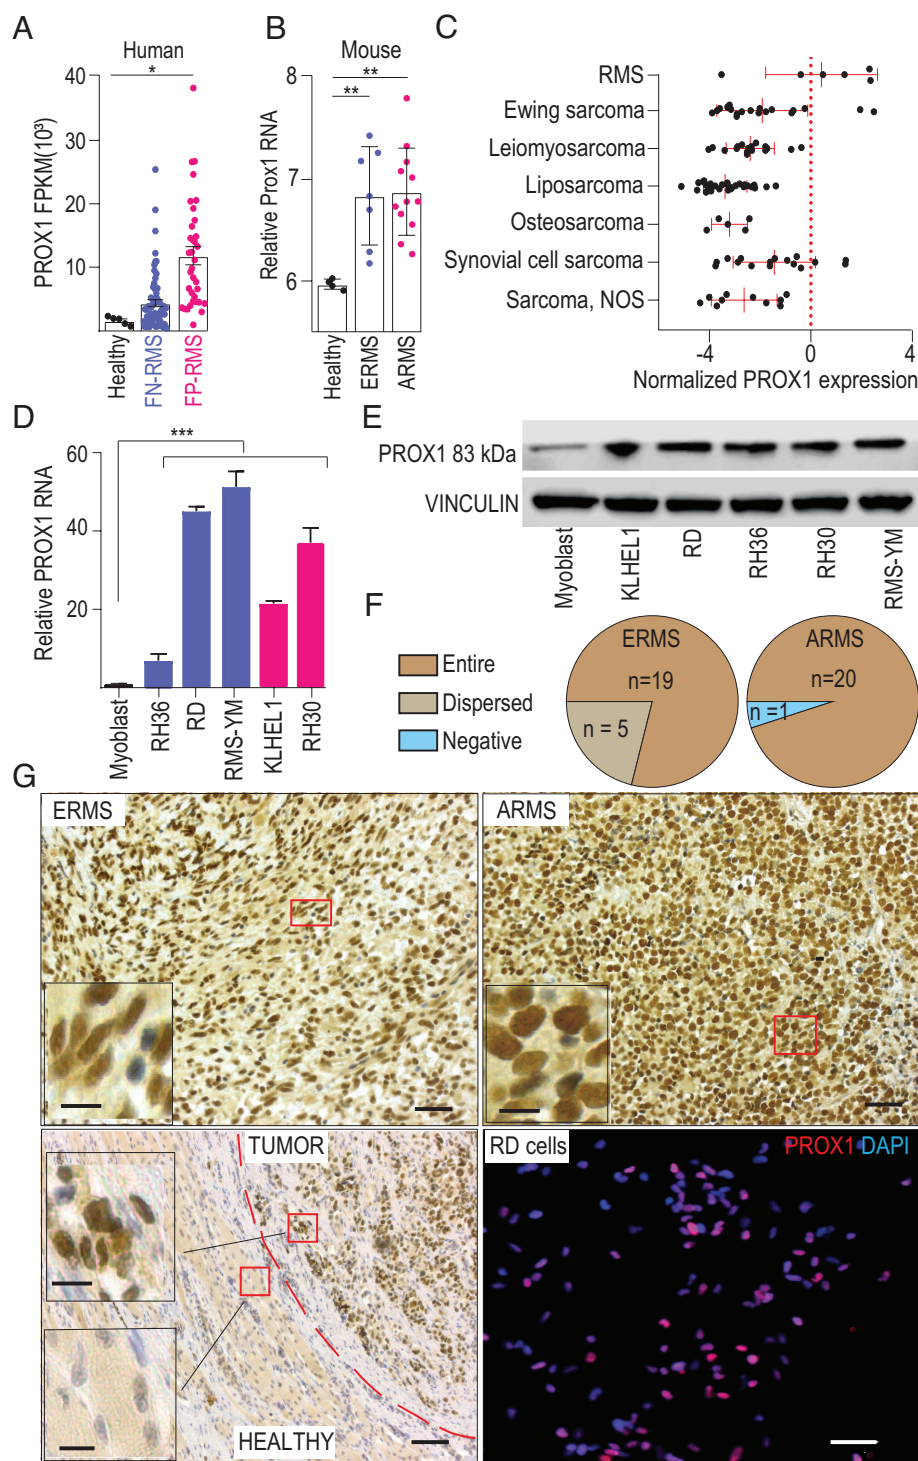 A
Human
*
PROX1 FPKM(10³)
40
30
20
10
Healthy
FN-RMS
FP-RMS
B
Mouse
**
**
Relative Prox1 RNA
8
7
6
Healthy
ERMS
ARMS
C
RMS
Ewing sarcoma
Leiomyosarcoma
Liposarcoma
Osteosarcoma
Synovial cell sarcoma
Sarcoma, NOS
-4
0
4
Normalized PROX1 expression
D
***
Relative PROX1 RNA
60
40
20
Myoblast
RH36
RD
RMS-YM
KLHEL1
RH30
E
PROX1 83 kDa
VINCULIN
Myoblast
KLHEL1
RD
RH36
RH30
RMS-YM
F
Entire
Dispersed
Negative
ERMS
n=19
n = 5
ARMS
n=20
n =1
G
ERMS
ARMS
TUMOR
HEALTHY
RD cells
PROX1 DAPI